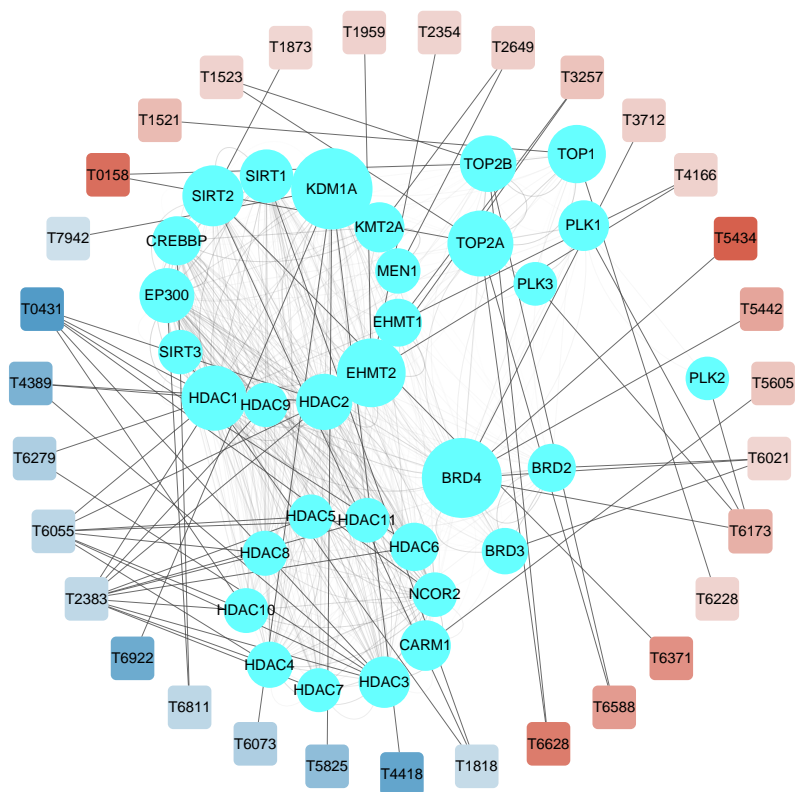 T1959
T2354
T1873
T2649
T1523
T3257
T1521
T3712
TOP2B
TOP1
T0158
SIRT1
T4166
SIRT2
KDM1A
KMT2A
PLK1
T7942
CREBBP
TOP2A
T5434
MEN1
PLK3
EP300
T0431
EHMT1
T5442
SIRT3
EHMT2
PLK2
T4389
T5605
HDAC1
HDAC9
HDAC2
T6279
T6021
BRD4
BRD2
HDAC5
HDAC11
T6055
T6173
HDAC8
HDAC6
BRD3
T2383
NCOR2
T6228
HDAC10
CARM1
T6922
T6371
HDAC4
HDAC7
HDAC3
T6811
T6588
T6073
T6628
T5825
T4418
T1818